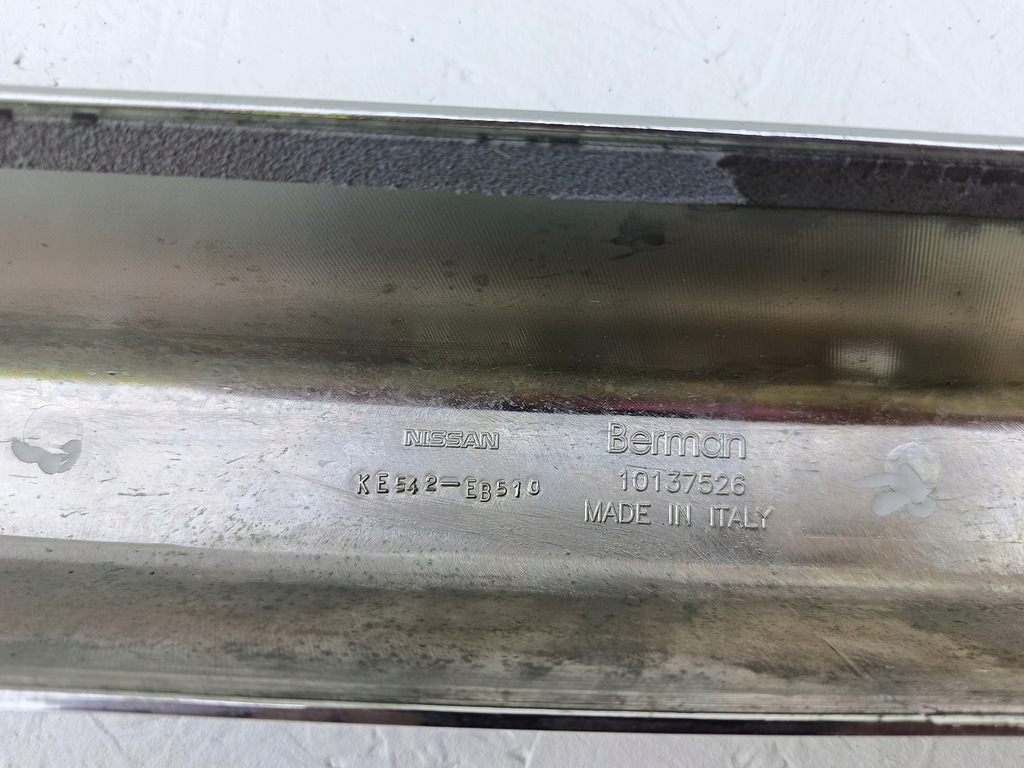 NISSAN
KE542-EB510
Berman
10137526
MADE IN ITALY